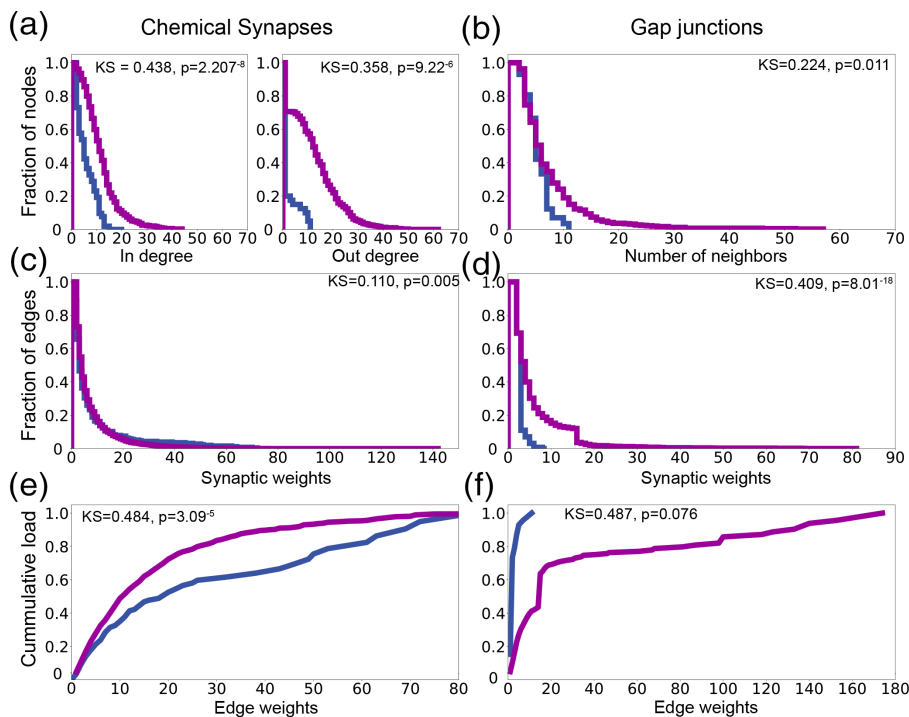 (a) Chemical Synapses (b) Gap junctions
KS = 0.438, p=2.207-8
KS=0.358, p=9.22-6
KS=0.224, p=0.011
Fraction of nodes
1.0
0.8
0.6
0.4
0.2
0
0 10 20 30 40 50 60 70
In degree
1.0
0.8
0.6
0.4
0.2
0
0 10 20 30 40 50 60 70
Out degree
1.0
0.8
0.6
0.4
0.2
0
0 10 20 30 40 50 60 70
Number of neighbors
(c)
KS=0.110, p=0.005
Fraction of edges
1.0
0.8
0.6
0.4
0.2
0
0 20 40 60 80 100 120 140
Synaptic weights
(d)
KS=0.409, p=8.01-18
1.0
0.8
0.6
0.4
0.2
0
0 10 20 30 40 50 60 70 80 90
Synaptic weights
(e)
KS=0.484, p=3.09-5
Cummulative load
1.0
0.8
0.6
0.4
0.2
0
0 10 20 30 40 50 60 70 80
Edge weights
(f)
KS=0.487, p=0.076
1.0
0.8
0.6
0.4
0.2
0
0 20 40 60 80 100 120 140 160 180
Edge weights